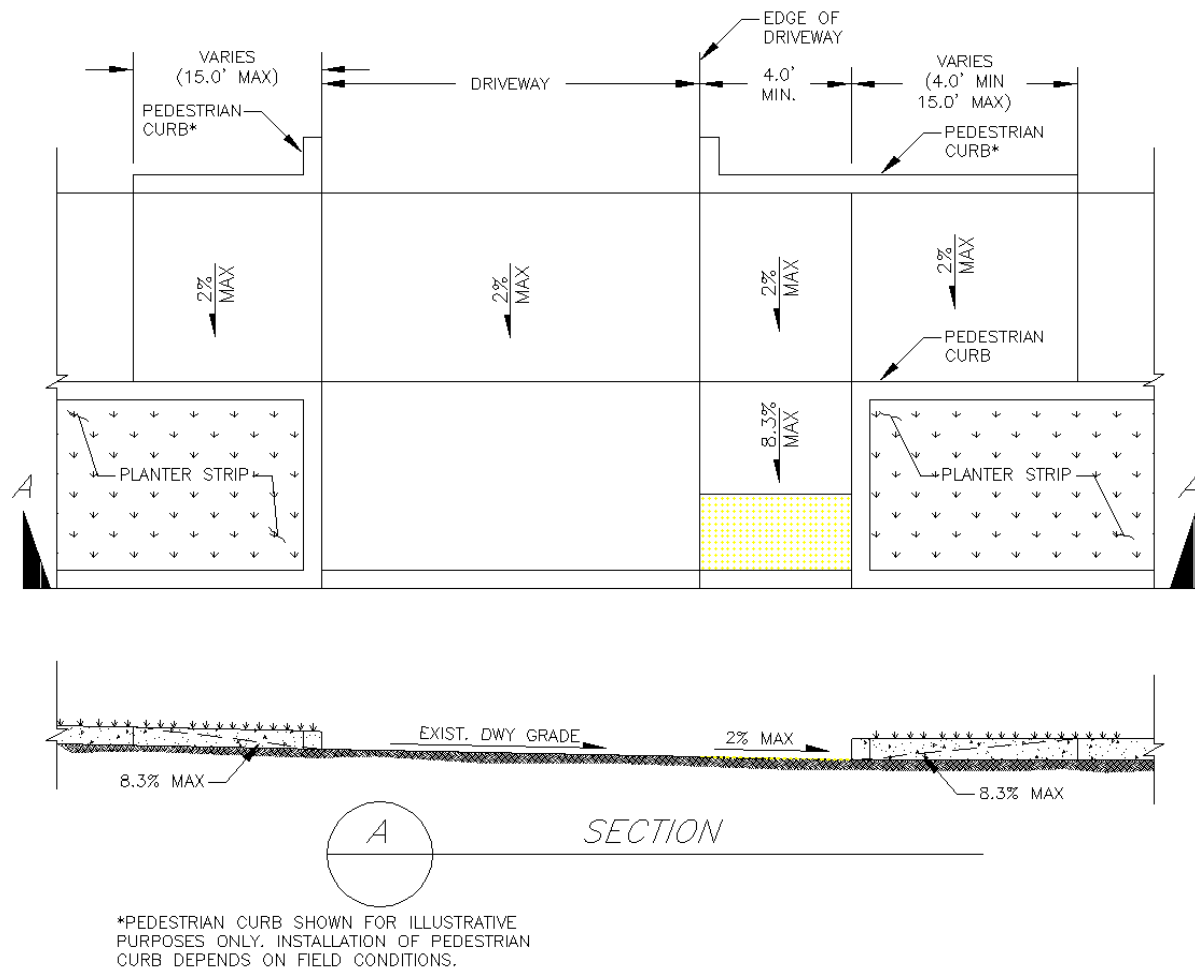 EDGE OF
DRIVEWAY
VARIES
(15.0' MAX)
DRIVEWAY
4.0'
MIN.
VARIES
(4.0' MIN
15.0' MAX)
PEDESTRIAN
CURB*
PEDESTRIAN
CURB*
2%
MAX
2%
MAX
2%
MAX
2%
MAX
PEDESTRIAN
CURB
8.3%
MAX
PLANTER STRIP
PLANTER STRIP
A
A
EXIST. DWY GRADE
2% MAX
8.3% MAX
8.3% MAX
A
SECTION
*PEDESTRIAN CURB SHOWN FOR ILLUSTRATIVE
PURPOSES ONLY. INSTALLATION OF PEDESTRIAN
CURB DEPENDS ON FIELD CONDITIONS.